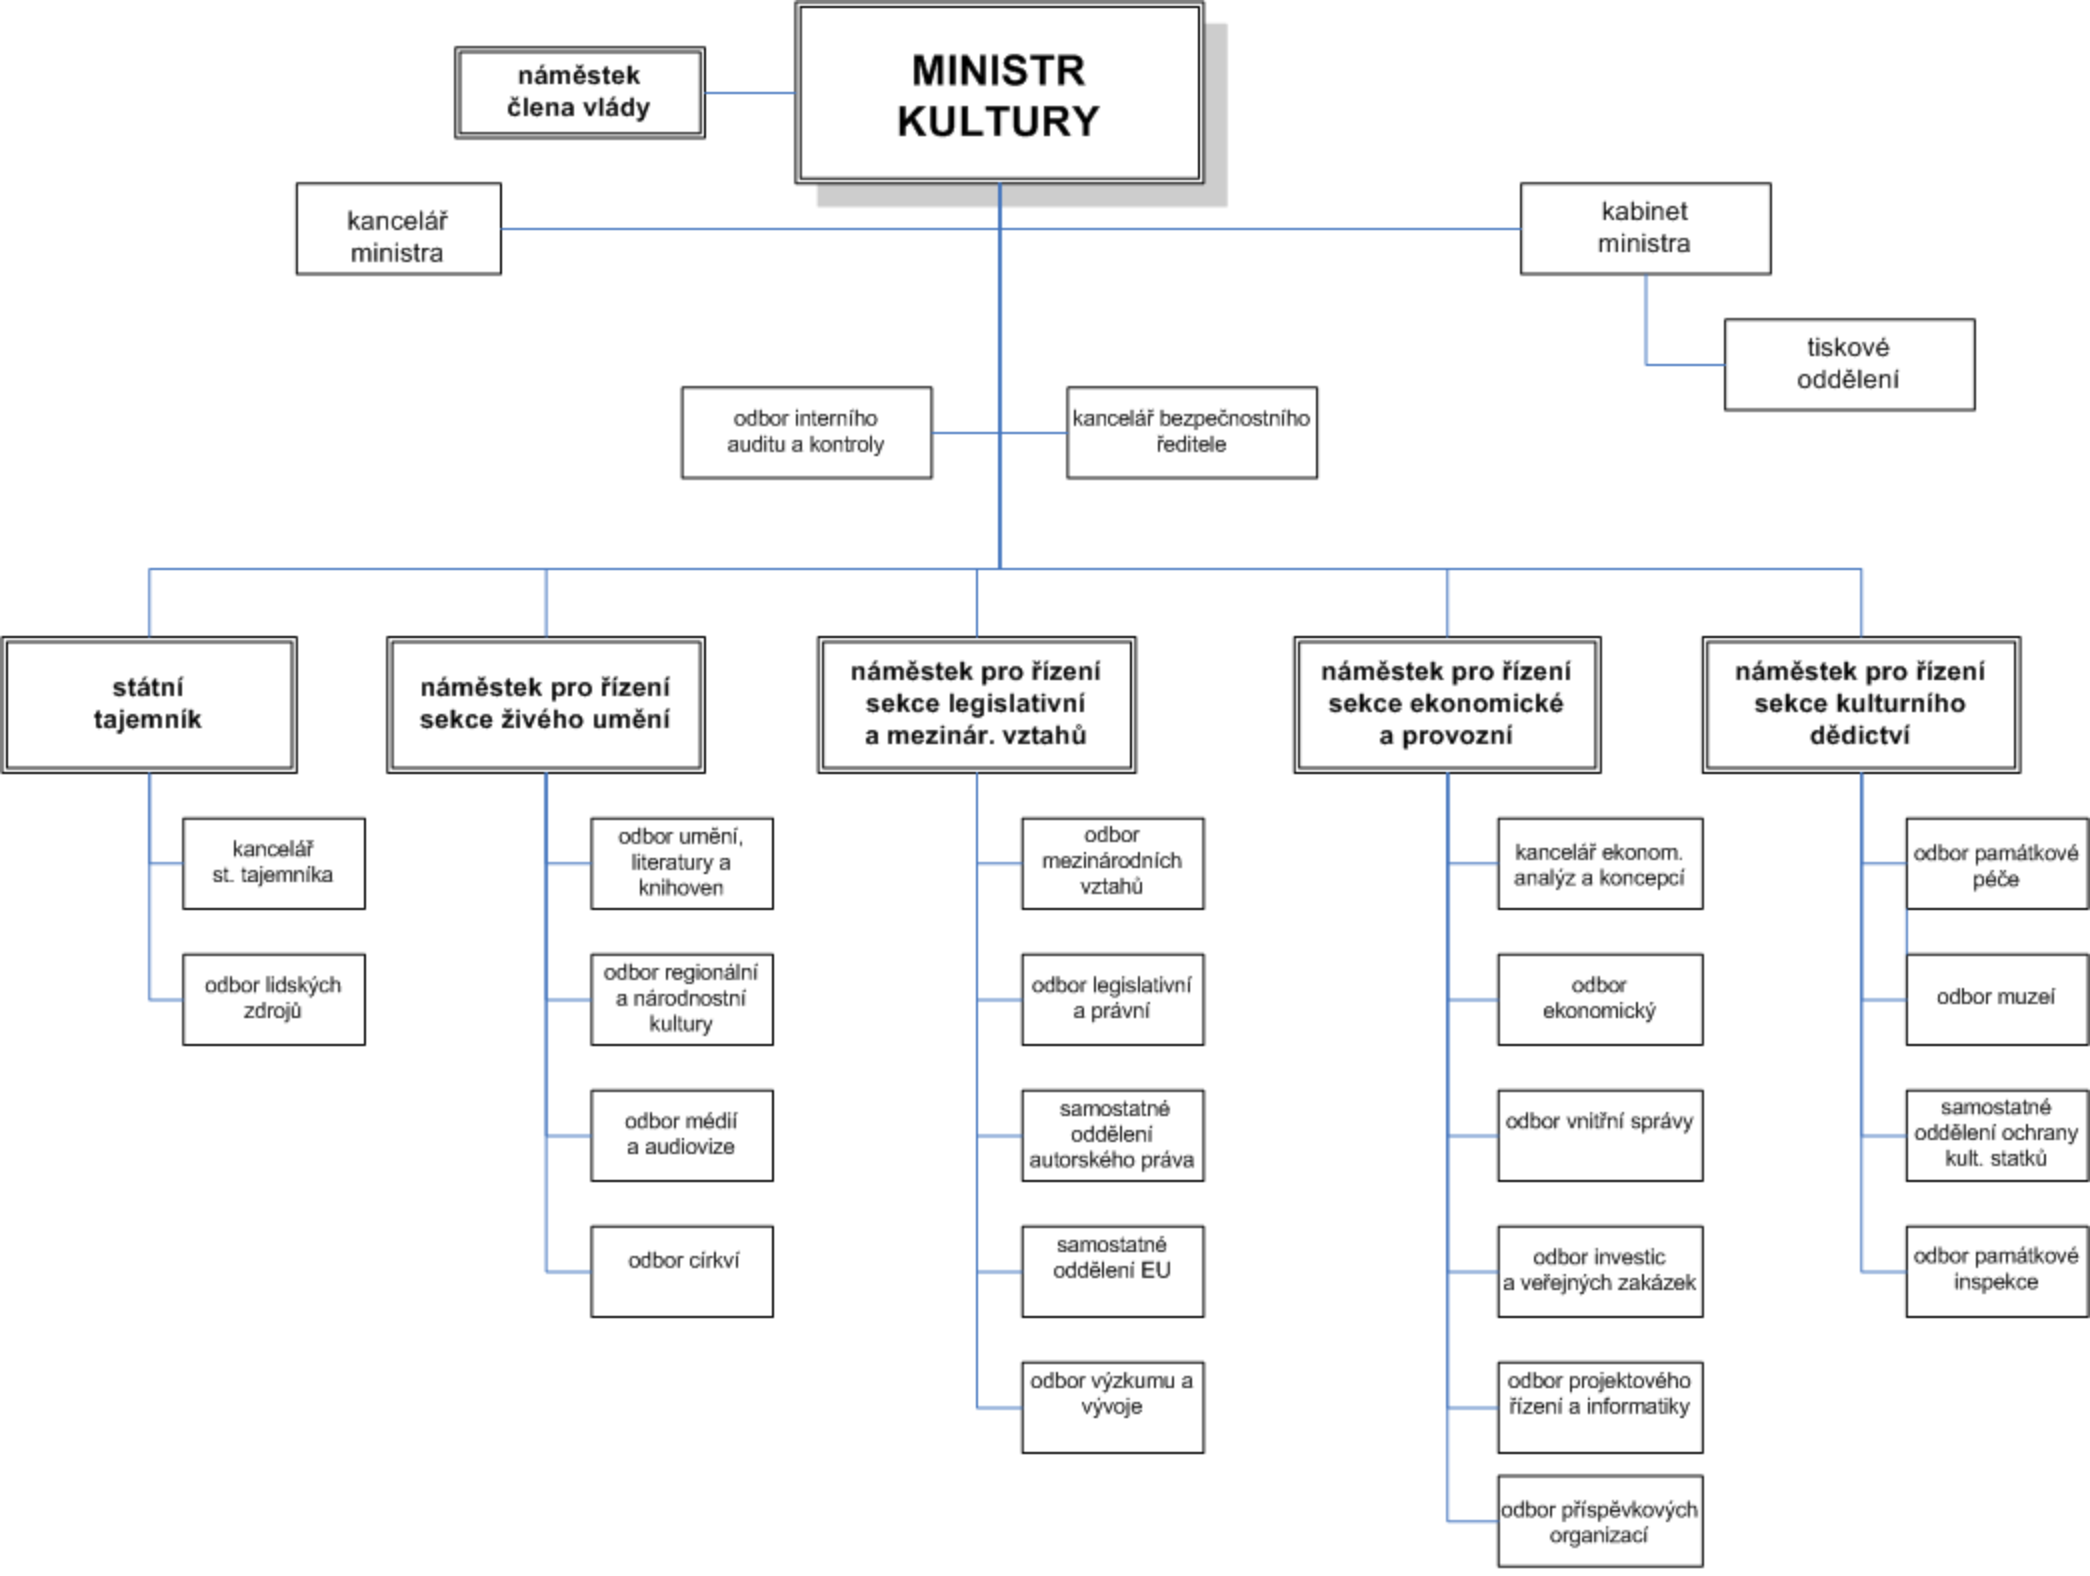 MINISTR
KULTURY
náměstek
člena vlády
kancelář
ministra
kabinet
ministra
tiskové
oddělení
odbor interního
auditu a kontroly
kancelář bezpečnostního
ředitele
státní
tajemník
kancelář
st. tajemníka
odbor lidských
zdrojů
náměstek pro řízení
sekce živého umění
odbor umění,
literatury a
knihoven
odbor regionální
a národnostní
kultury
odbor médií
a audiovize
odbor církví
náměstek pro řízení
sekce legislativní
a mezinár. vztahů
odbor
mezinárodních
vztahů
odbor legislativní
a právní
samostatné
oddělení
autorského práva
samostatné
oddělení EU
odbor výzkumu a
vývoje
náměstek pro řízení
sekce ekonomické
a provozní
kancelář ekonom.
analýz a koncepcí
odbor
ekonomický
odbor vnitřní správy
odbor investic
a veřejných zakázek
odbor projektového
řízení a informatiky
odbor příspěvkových
organizací
náměstek pro řízení
sekce kulturního
dědictví
odbor památkové
péče
odbor muzeí
samostatné
oddělení ochrany
kult. statků
odbor památkové
inspekce